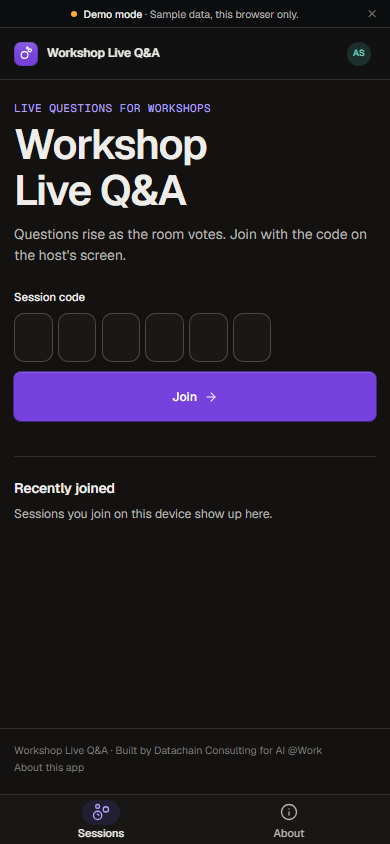 Demo mode · Sample data, this browser only.
Workshop Live Q&A
AS
LIVE QUESTIONS FOR WORKSHOPS
Workshop
Live Q&A
Questions rise as the room votes. Join with the code on
the host's screen.
Session code
Join
Recently joined
Sessions you join on this device show up here.
Workshop Live Q&A · Built by Datachain Consulting for AI @Work
About this app
Sessions
About